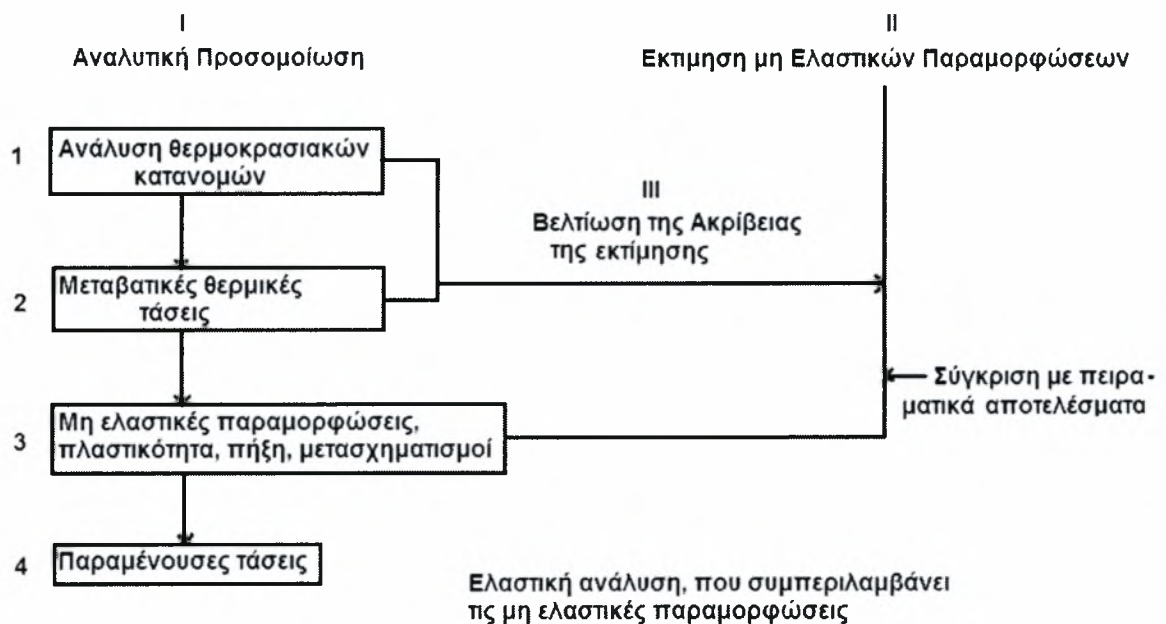 I
Αναλυτική Προσομοίωση
II
Εκτιμηση μη Ελαστικών Παραμορφώσεων
1
Ανάλυση θερμοκρασιακών
κατανομών
III
Βελτίωση της Ακρίβειας
της εκτίμησης
2
Μεταβατικές θερμικές
τάσεις
Σύγκριση με πειρα-
ματικά αποτελέσματα
3
Μη ελαστικές παραμορφώσεις,
πλαστικότητα, πήξη, μετασχηματισμοί
4
Παραμένουσες τάσεις
Ελαστική ανάλυση, που συμπεριλαμβάνει
τις μη ελαστικές παραμορφώσεις